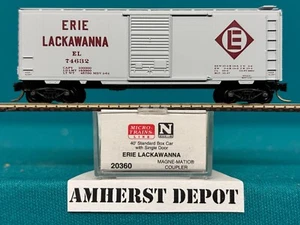 ERIE
LACKAWANNA
EL
74652
E
MICRO-
TRAINS
LINE
N
40' Standard Box Car
with Single Door
ERIE LACKAWANNA
20360
MAGNE-MATIC®
COUPLER
AMHERST DEPOT